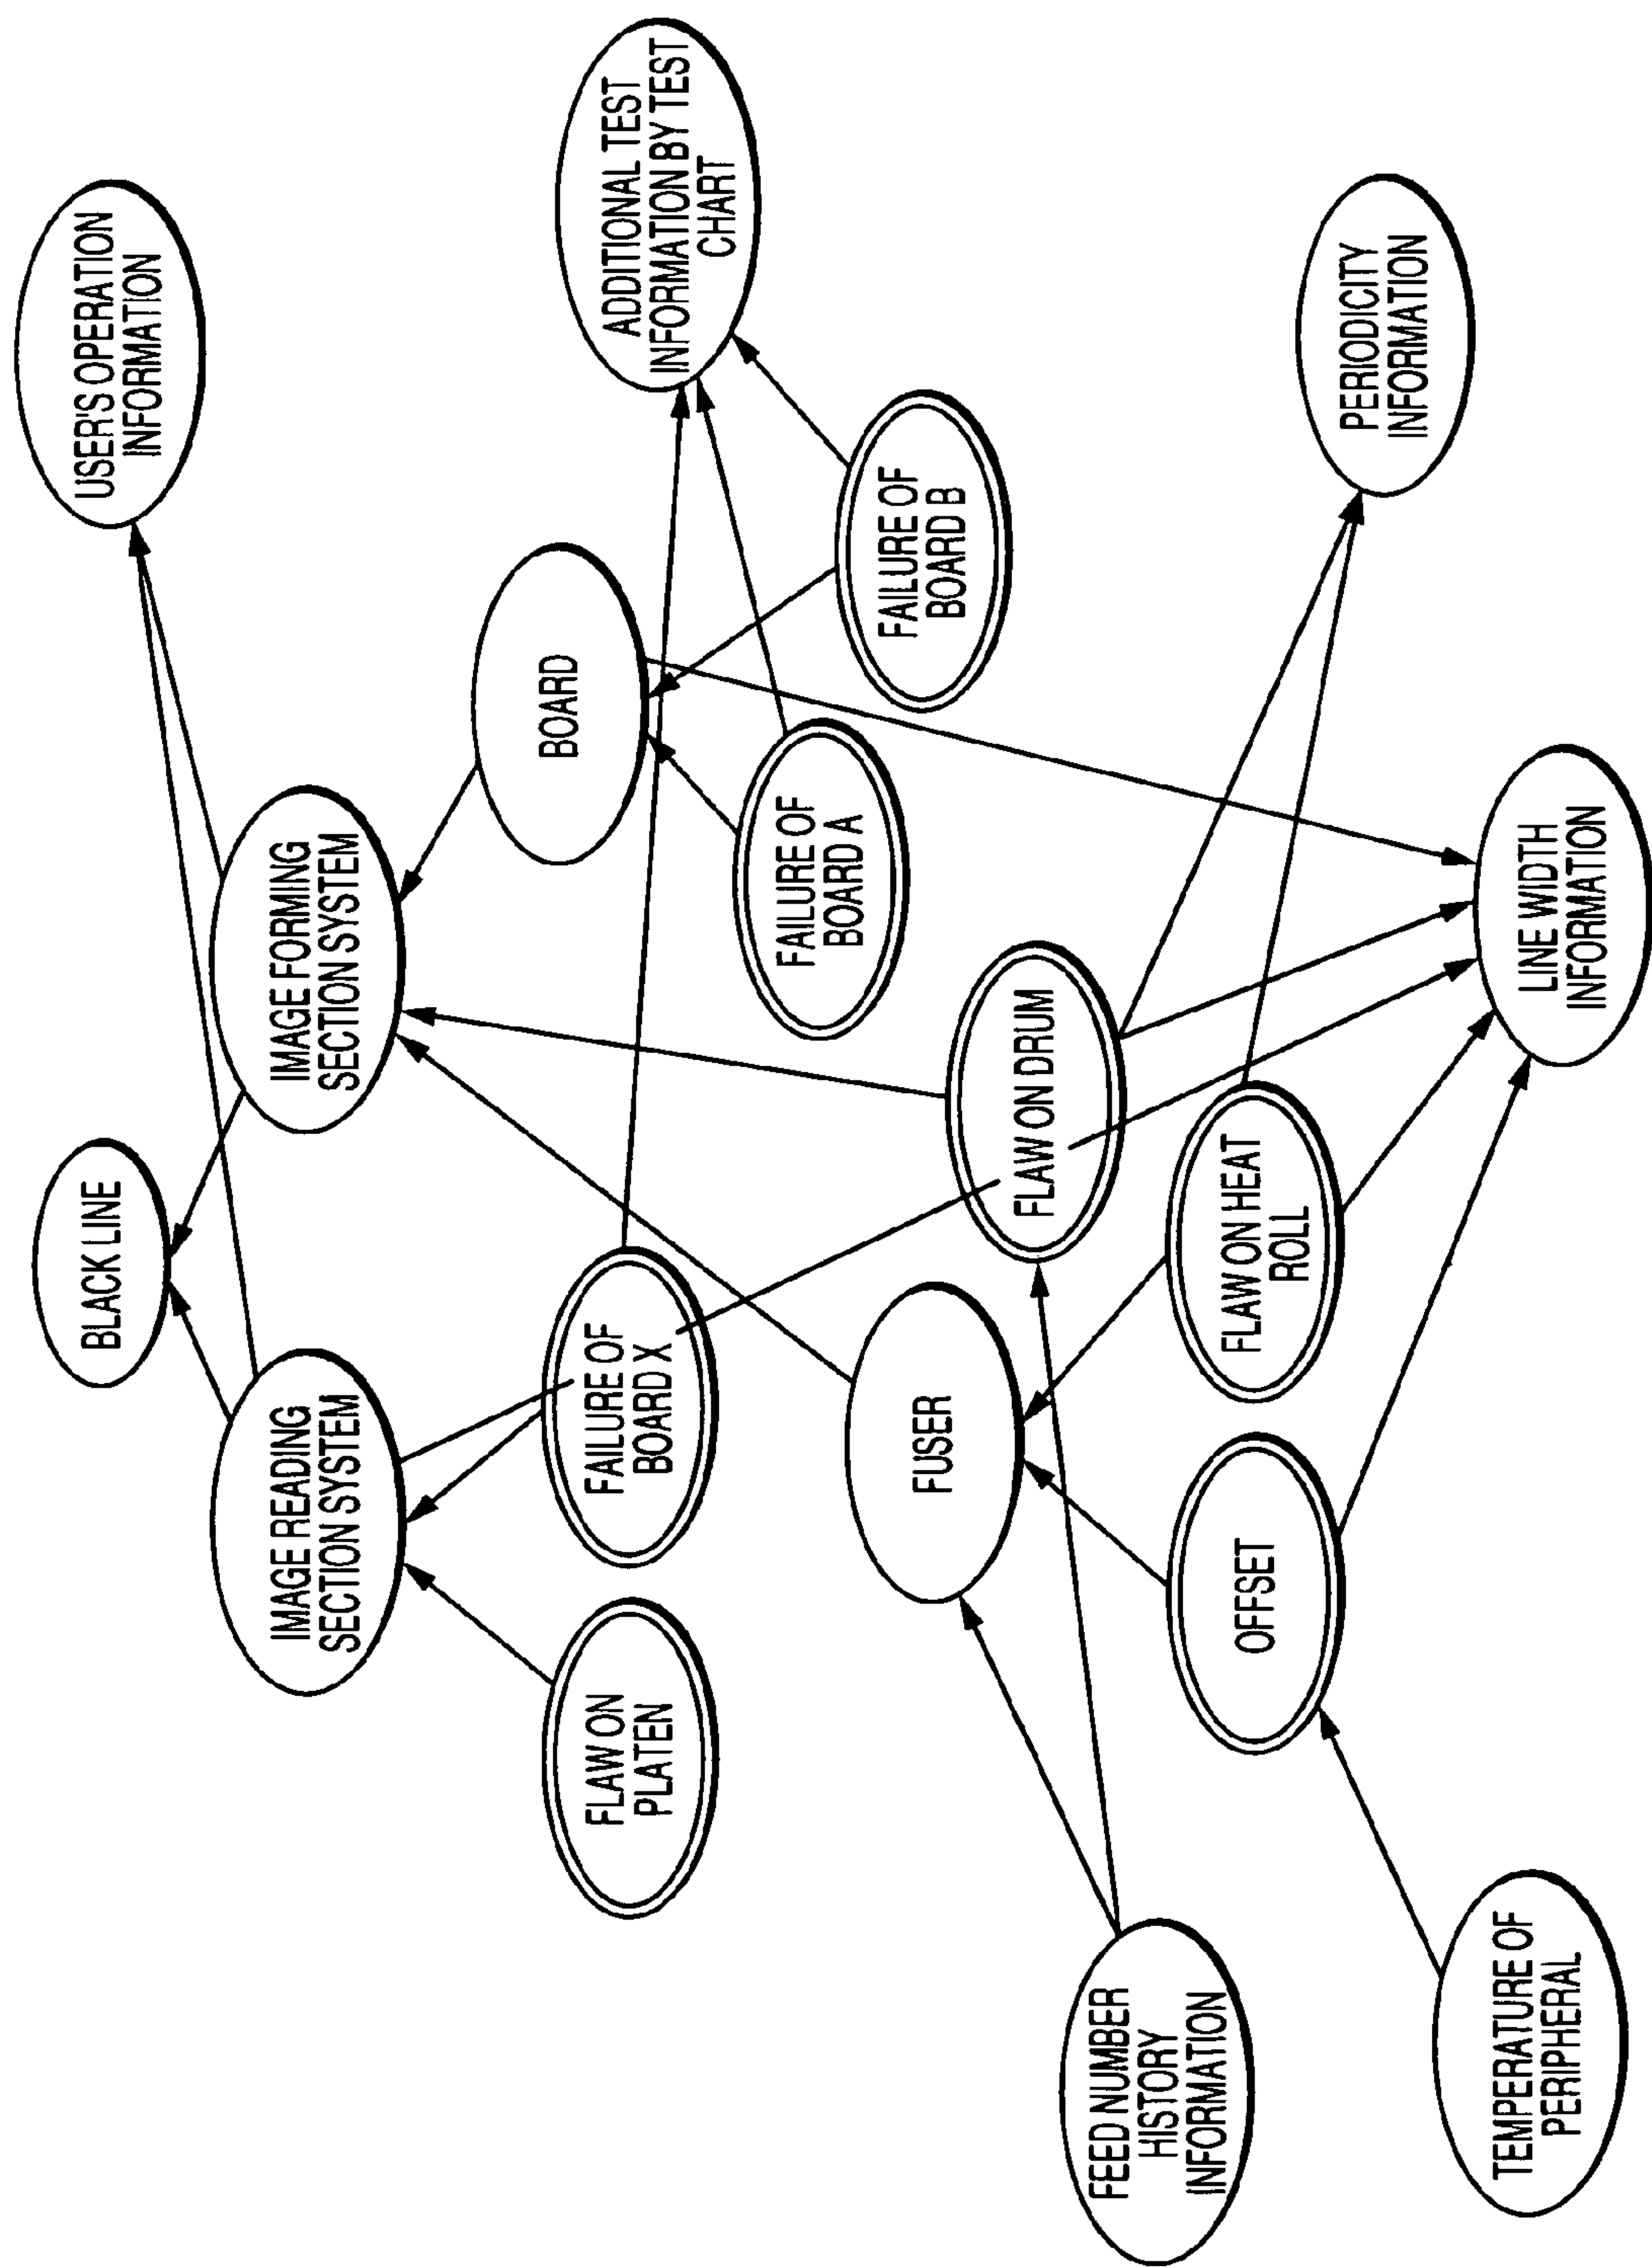 BLACK LINE
USER'S OPERATION
INFORMATION
IMAGE READING
SECTION SYSTEM
IMAGE FORMING
SECTION SYSTEM
FLAW ON
PLATEN
FAILURE OF
BOARD X
BOARD
ADDITIONAL TEST
INFORMATION BY TEST
CHART
FAILURE OF
BOARD A
FAILURE OF
BOARD B
FUSER
FLAW ON DRUM
FEED NUMBER
HISTORY
INFORMATION
OFFSET
FLAW ON HEAT
ROLL
PERIODICITY
INFORMATION
TEMPERATURE OF
PERIPHERAL
LINE WIDTH
INFORMATION